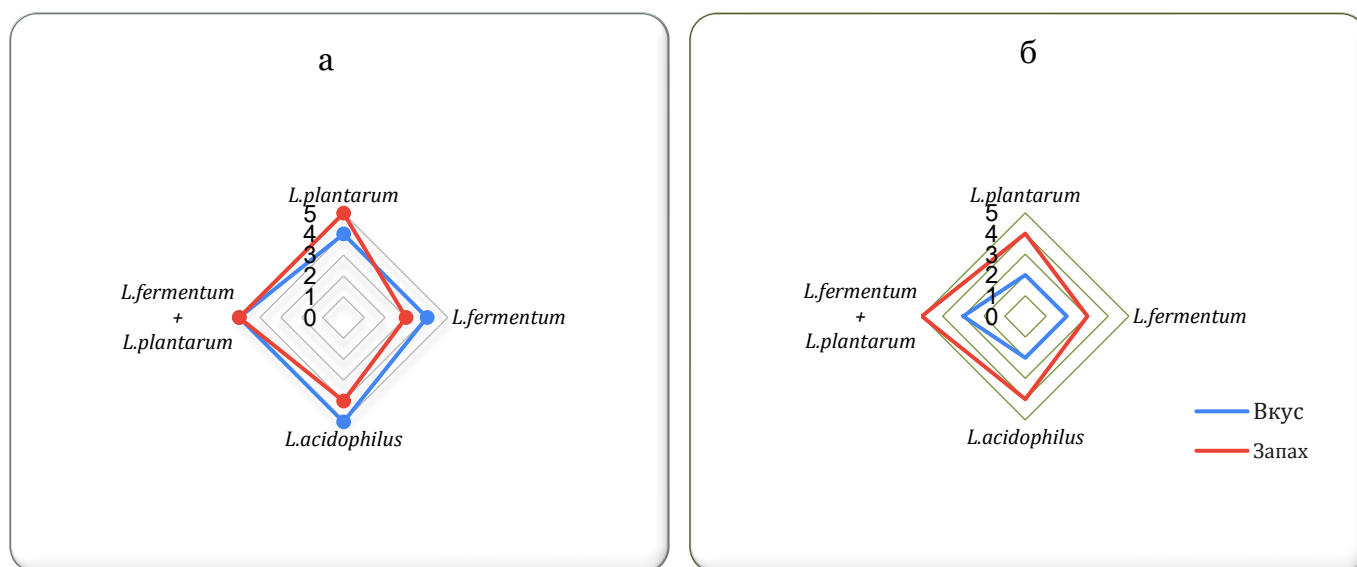 а
L.plantarum
5
4
3
2
1
0
L.fermentum
+
L.plantarum
L.fermentum
L.acidophilus
б
L.plantarum
5
4
3
2
1
0
L.fermentum
+
L.plantarum
L.fermentum
L.acidophilus
Вкус
Запах